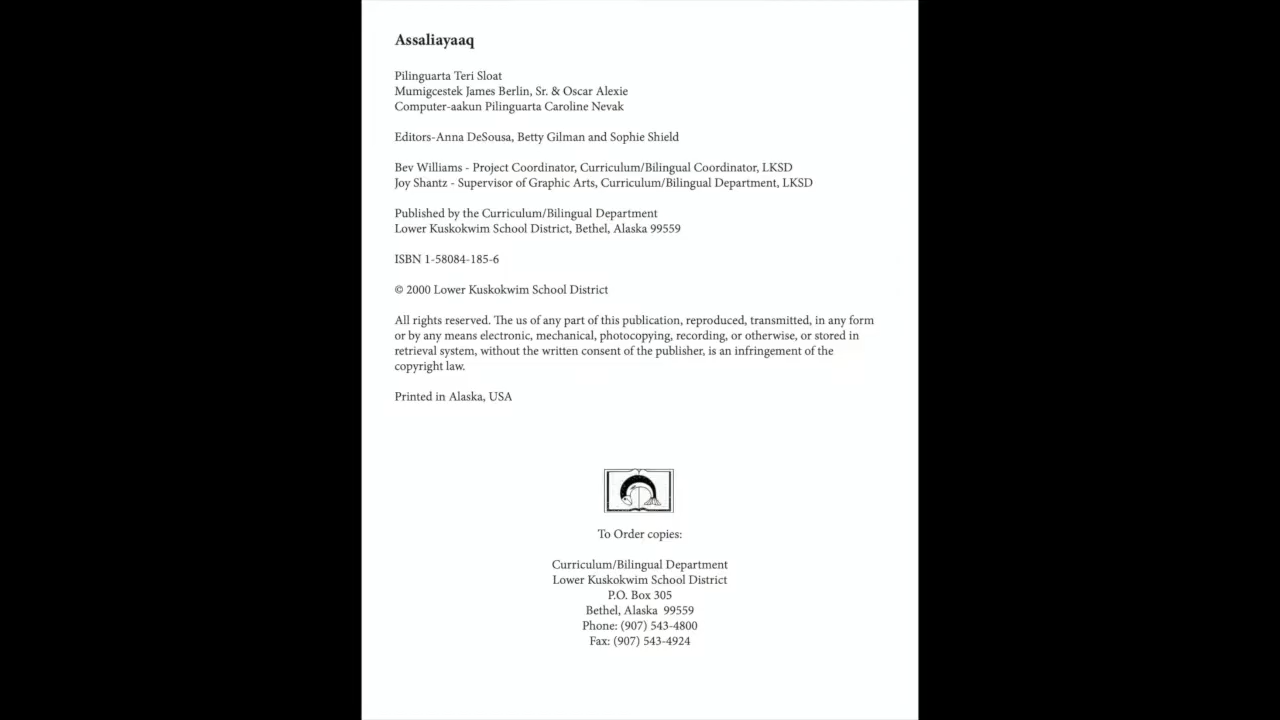 Assaliayaaq
Pilinguarta Teri Sloat
Mumigcestek James Berlin, Sr. & Oscar Alexie
Computer-aakun Pilinguarta Caroline Nevak
Editors-Anna DeSousa, Betty Gilman and Sophie Shield
Bev Williams - Project Coordinator, Curriculum/Bilingual Coordinator, LKSD
Joy Shantz - Supervisor of Graphic Arts, Curriculum/Bilingual Department, LKSD
Published by the Curriculum/Bilingual Department
Lower Kuskokwim School District, Bethel, Alaska 99559
ISBN 1-58084-185-6
© 2000 Lower Kuskokwim School District
All rights reserved. The us of any part of this publication, reproduced, transmitted, in any form
or by any means electronic, mechanical, photocopying, recording, or otherwise, or stored in
retrieval system, without the written consent of the publisher, is an infringement of the
copyright law.
Printed in Alaska, USA
To Order copies:
Curriculum/Bilingual Department
Lower Kuskokwim School District
P.O. Box 305
Bethel, Alaska  99559
Phone: (907) 543-4800
Fax: (907) 543-4924